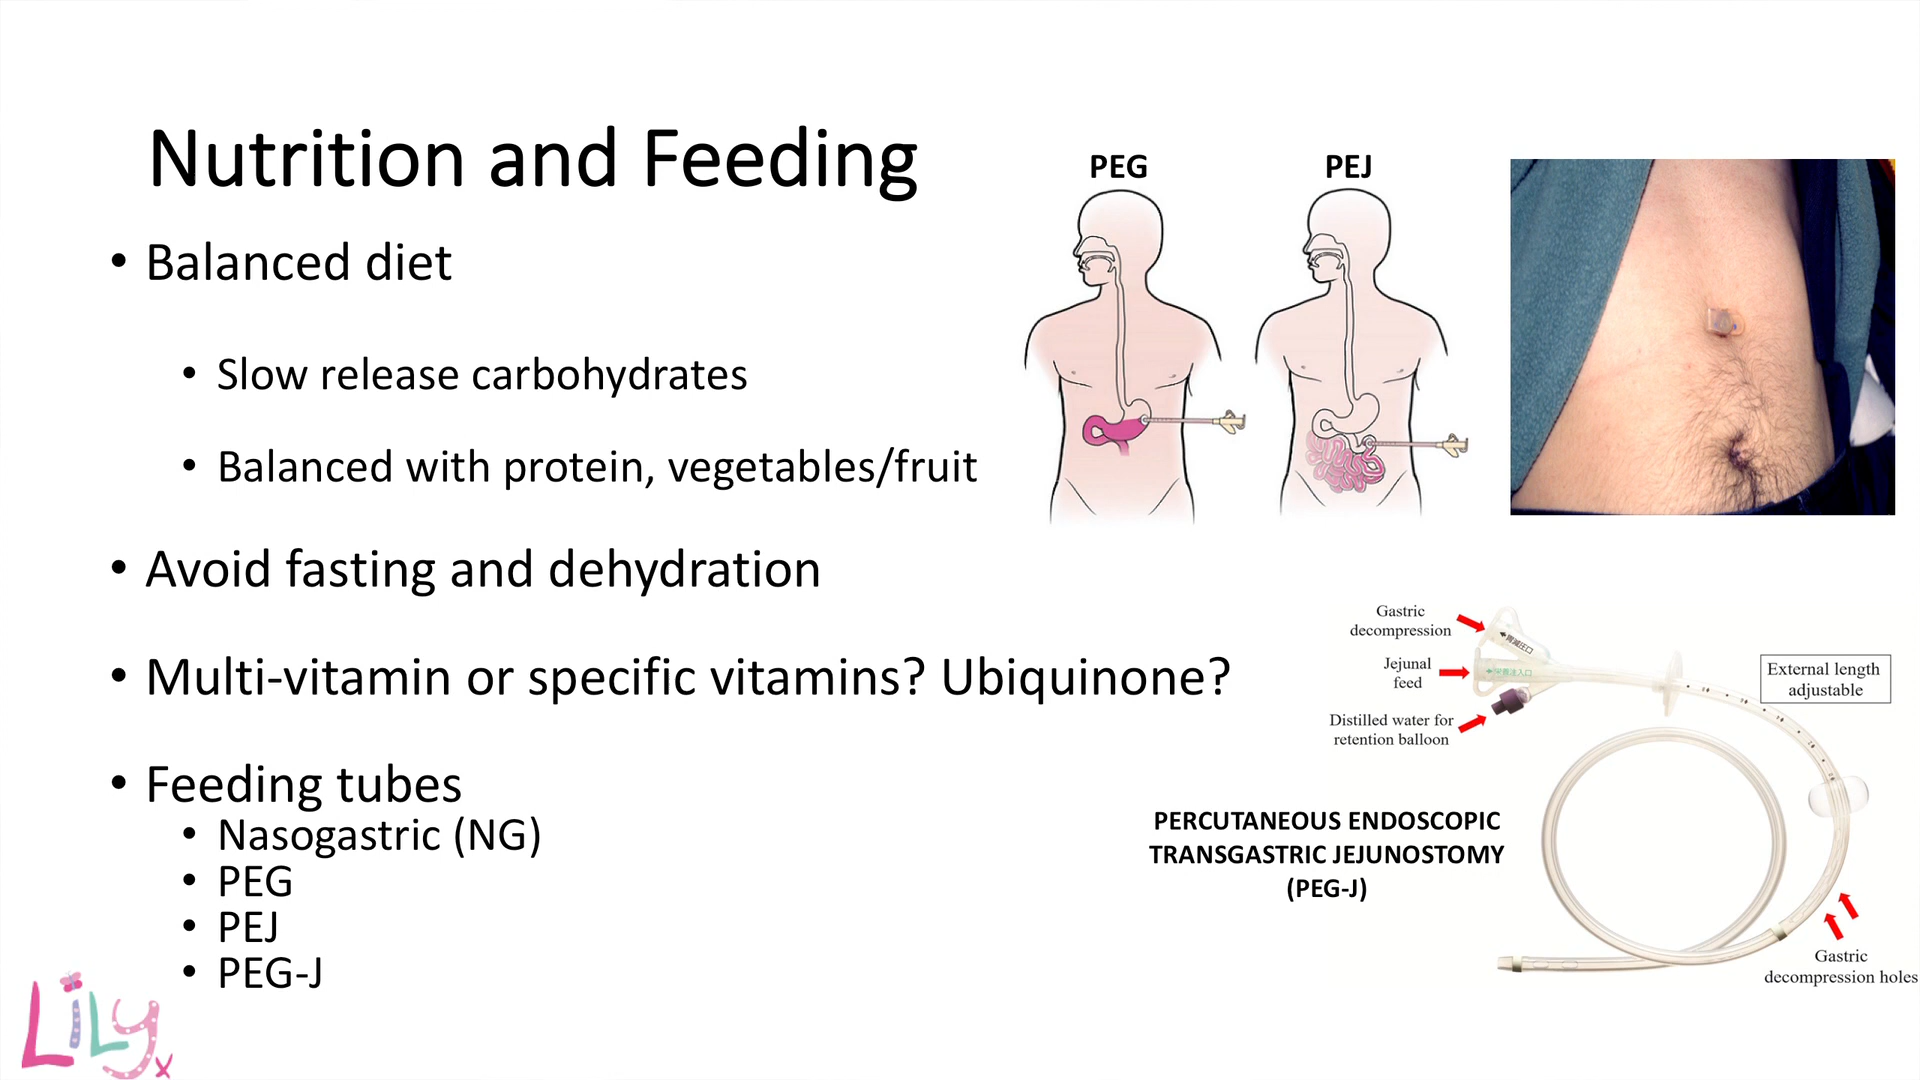 Nutrition and Feeding
• Balanced diet
• Slow release carbohydrates
• Balanced with protein, vegetables/fruit
• Avoid fasting and dehydration
• Multi-vitamin or specific vitamins? Ubiquinone?
• Feeding tubes
• Nasogastric (NG)
• PEG
• PEJ
• PEG-J
PEG
PEJ
Gastric
decompression
Jejunal
feed
Distilled water for
retention balloon
External length
adjustable
PERCUTANEOUS ENDOSCOPIC
TRANSGASTRIC JEJUNOSTOMY
(PEG-J)
Gastric
decompression holes
LiLy x